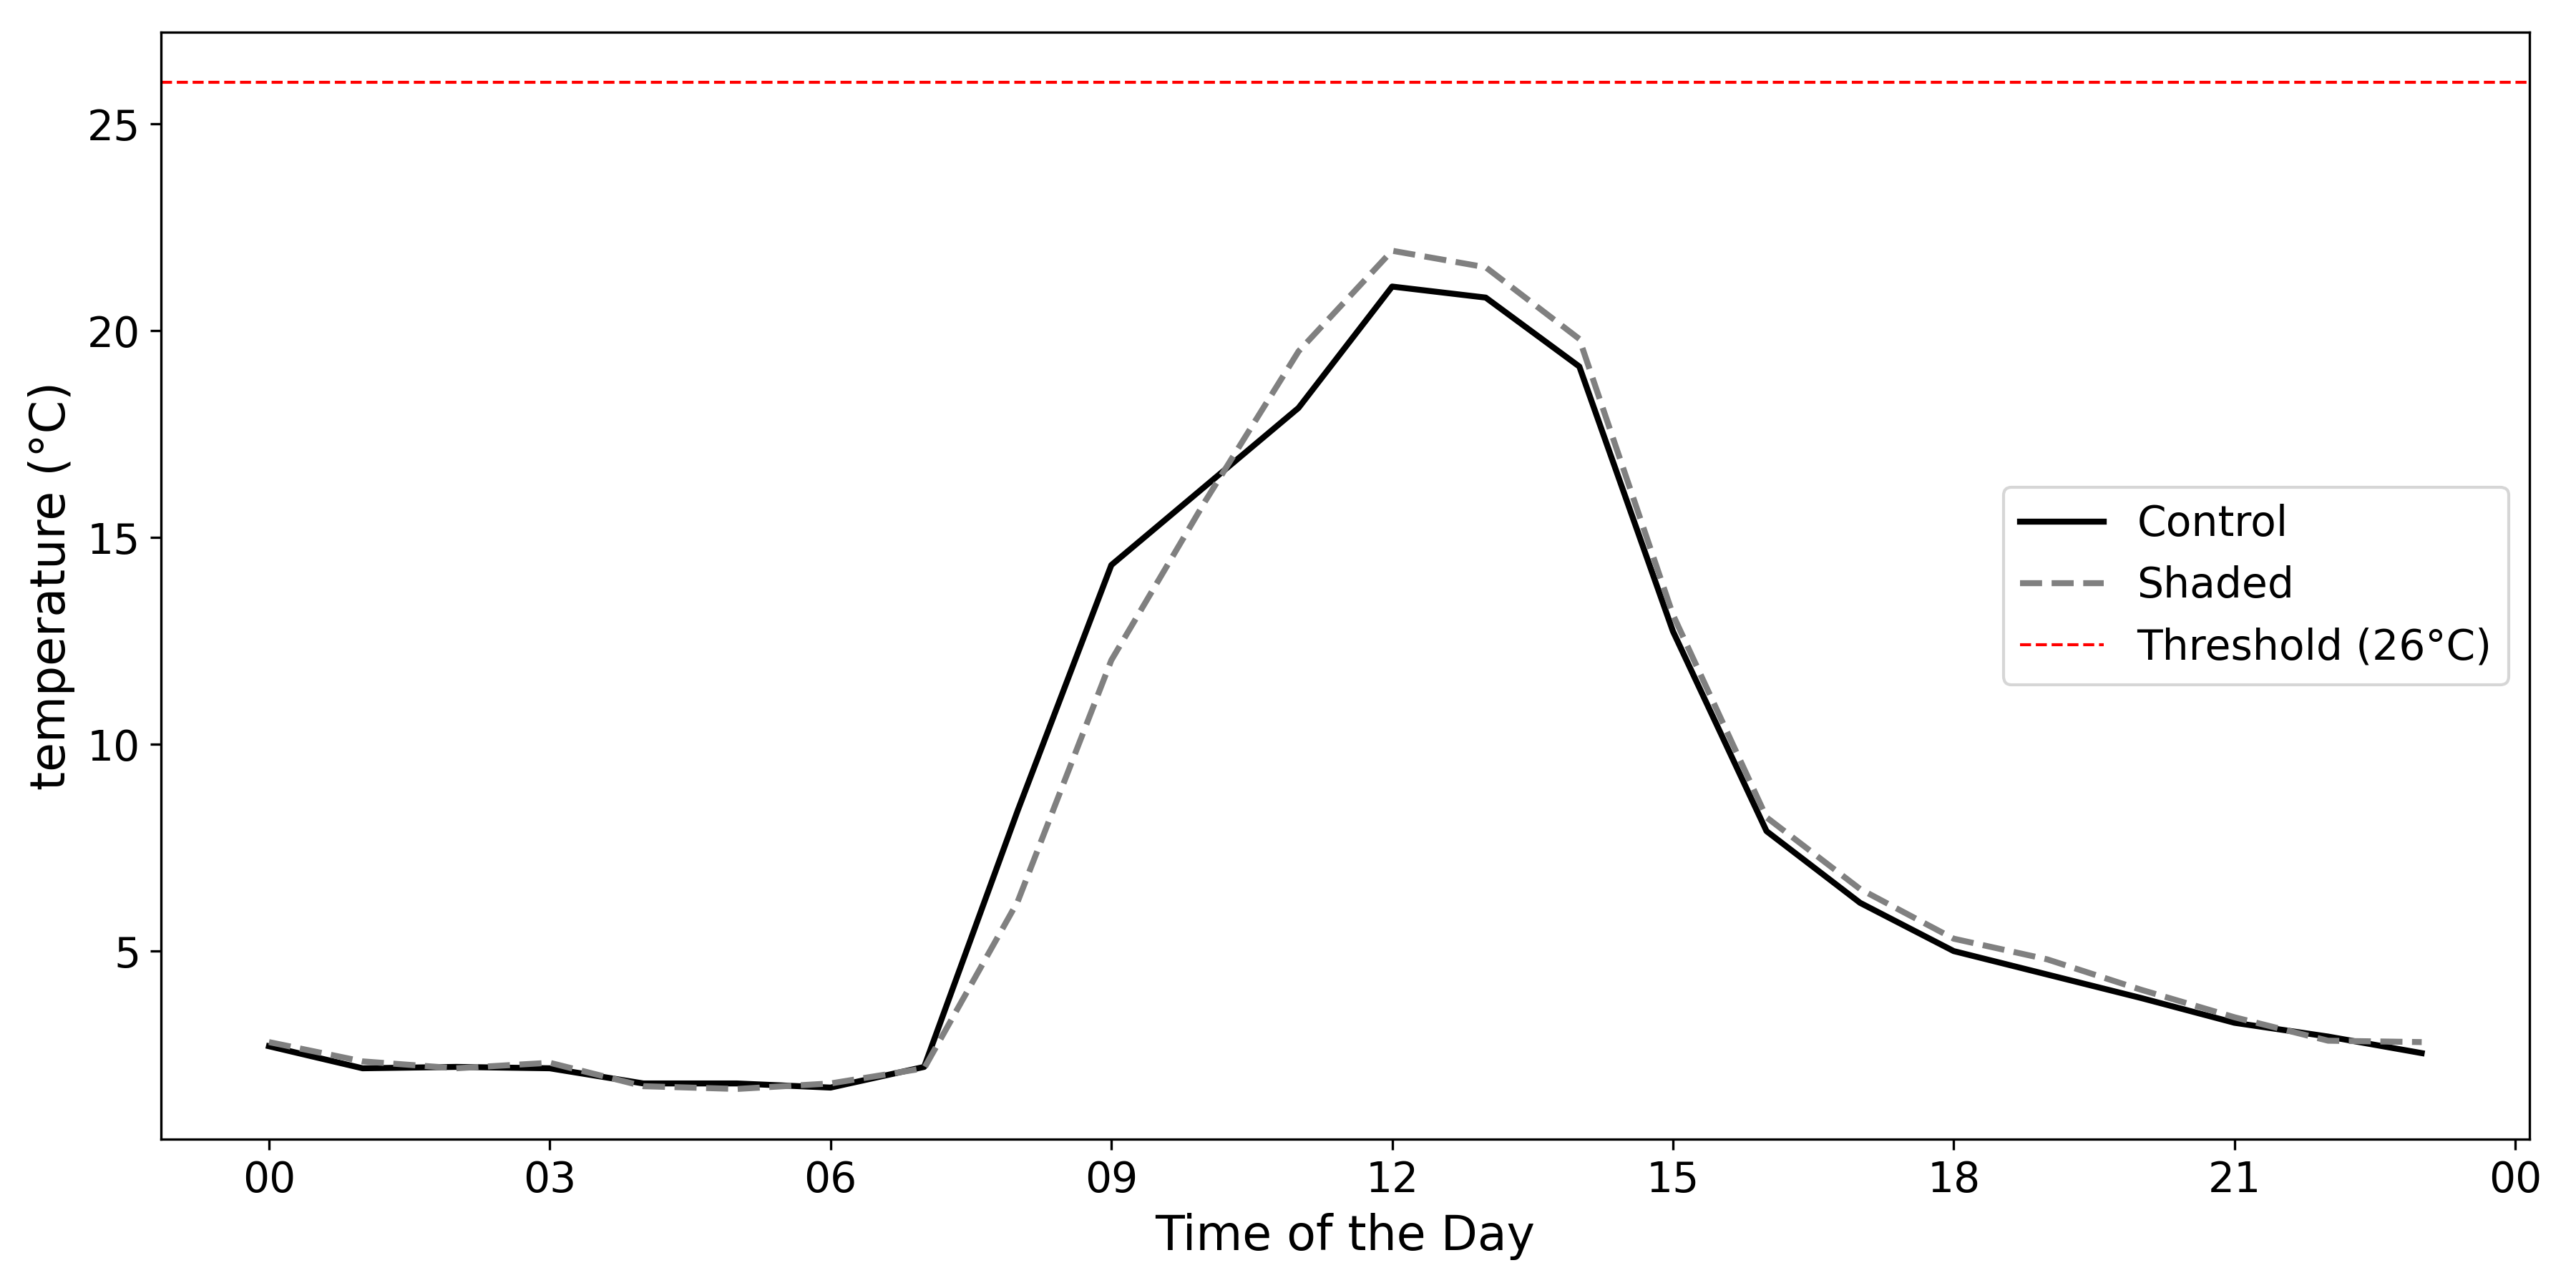 25
20
15
10
5
temperature (°C)
Control
Shaded
Threshold (26°C)
00 03 06 09 12 15 18 21 00
Time of the Day